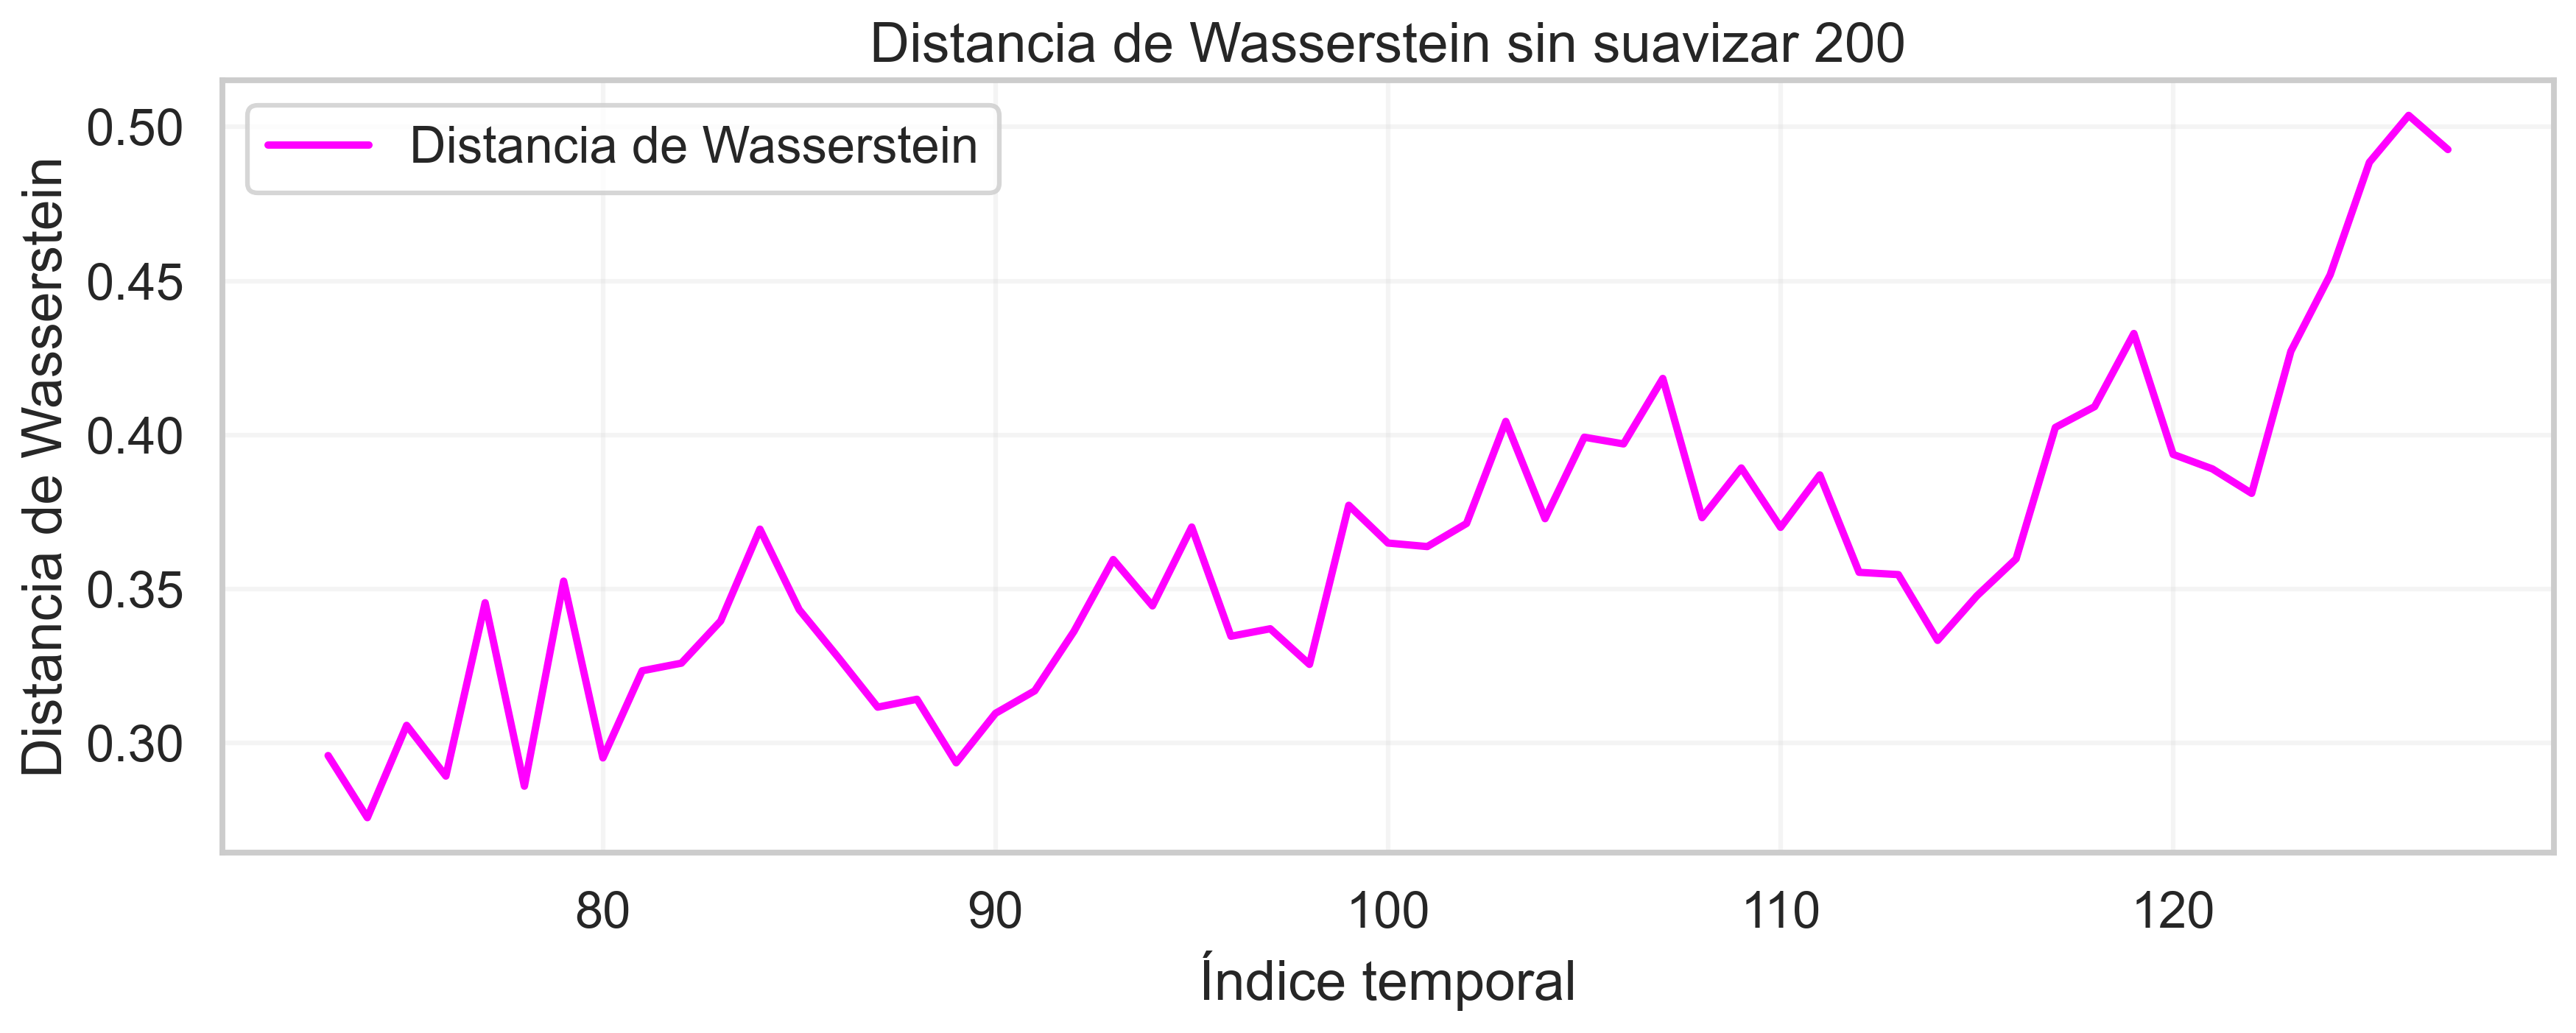 Distancia de Wasserstein sin suavizar 200
Distancia de Wasserstein
Distancia de Wasserstein
0.50
0.45
0.40
0.35
0.30
80 90 100 110 120
Índice temporal